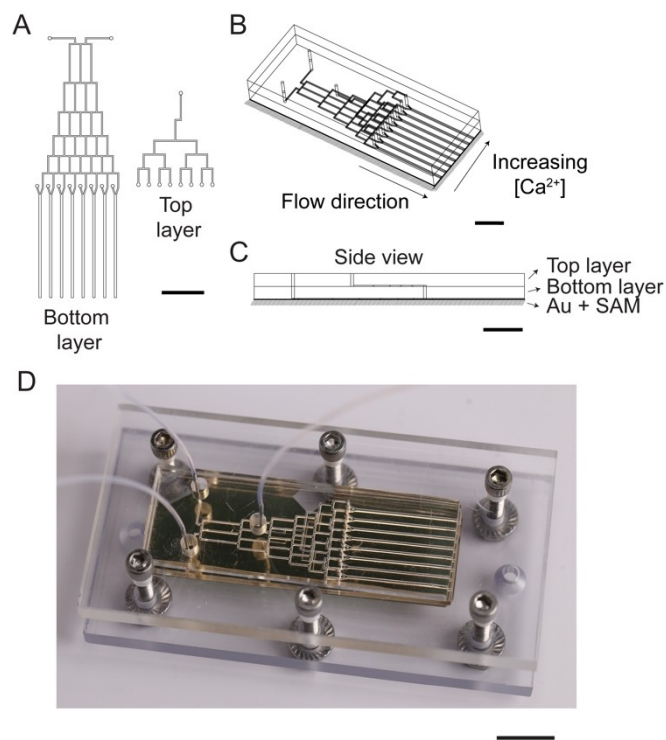 A
Bottom
layer
Top
layer
B
Flow direction
Increasing
[Ca²⁺]
C
Side view
Top layer
Bottom layer
Au + SAM
D